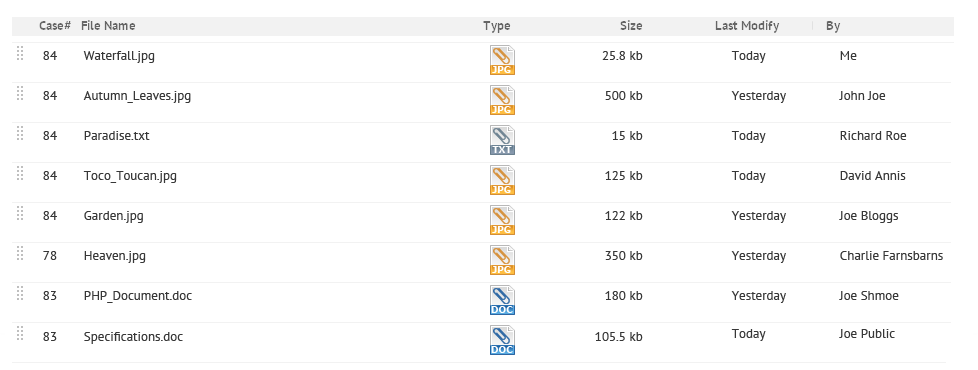 Case# File Name Type Size Last Modify By
84 Waterfall.jpg JPG 25.8 kb Today Me
84 Autumn_Leaves.jpg JPG 500 kb Yesterday John Joe
84 Paradise.txt TXT 15 kb Today Richard Roe
84 Toco_Toucan.jpg JPG 125 kb Today David Annis
84 Garden.jpg JPG 122 kb Yesterday Joe Bloggs
78 Heaven.jpg JPG 350 kb Yesterday Charlie Farnsbarns
83 PHP_Document.doc DOC 180 kb Yesterday Joe Shmoe
83 Specifications.doc DOC 105.5 kb Today Joe Public